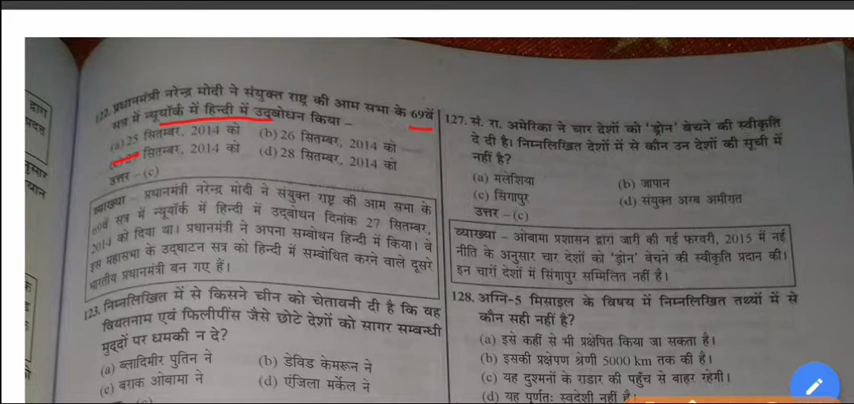 122. प्रधानमंत्री नरेन्द्र मोदी ने संयुक्त राष्ट्र की आम सभा के 69वें
सत्र में न्यूयॉर्क में हिन्दी में उद्बोधन किया –
(a) 25 सितम्बर, 2014 को (b) 26 सितम्बर, 2014 को
सितम्बर, 2014 को (d) 28 सितम्बर, 2014 को
उत्तर – (c)
व्याख्या – प्रधानमंत्री नरेन्द्र मोदी ने संयुक्त राष्ट्र की आम सभा के
69वें सत्र में न्यूयॉर्क में हिन्दी में उद्बोधन दिनांक 27 सितम्बर,
2014 को दिया था। प्रधानमंत्री ने अपना सम्बोधन हिन्दी में किया। वे
इस महासभा के उद्घाटन सत्र को हिन्दी में सम्बोधित करने वाले दूसरे
भारतीय प्रधानमंत्री बन गए हैं।
123. निम्नलिखित में से किसने चीन को चेतावनी दी है कि वह
वियतनाम एवं फिलीपींस जैसे छोटे देशों को सागर सम्बन्धी
मुद्दों पर धमकी न दे?
(a) ब्लादिमीर पुतिन ने (b) डेविड केमरून ने
(c) बराक ओबामा ने (d) एंजिला मर्केल ने
127. सं. रा. अमेरिका ने चार देशों को 'ड्रोन' बेचने की स्वीकृति
दे दी है। निम्नलिखित देशों में से कौन उन देशों की सूची में
नहीं है?
(a) मलेशिया (b) जापान
(c) सिंगापुर (d) संयुक्त अरब अमीरात
उत्तर – (c)
व्याख्या – ओबामा प्रशासन द्वारा जारी की गई फरवरी, 2015 में नई
नीति के अनुसार चार देशों को 'ड्रोन' बेचने की स्वीकृति प्रदान की।
इन चारों देशों में सिंगापुर सम्मिलित नहीं है।
128. अग्नि-5 मिसाइल के विषय में निम्नलिखित तथ्यों में से
कौन सही नहीं है?
(a) इसे कहीं से भी प्रक्षेपित किया जा सकता है।
(b) इसकी प्रक्षेपण श्रेणी 5000 km तक की है।
(c) यह दुश्मनों के राडार की पहुँच से बाहर रहेगी।
(d) यह पूर्णतः स्वदेशी नहीं है।